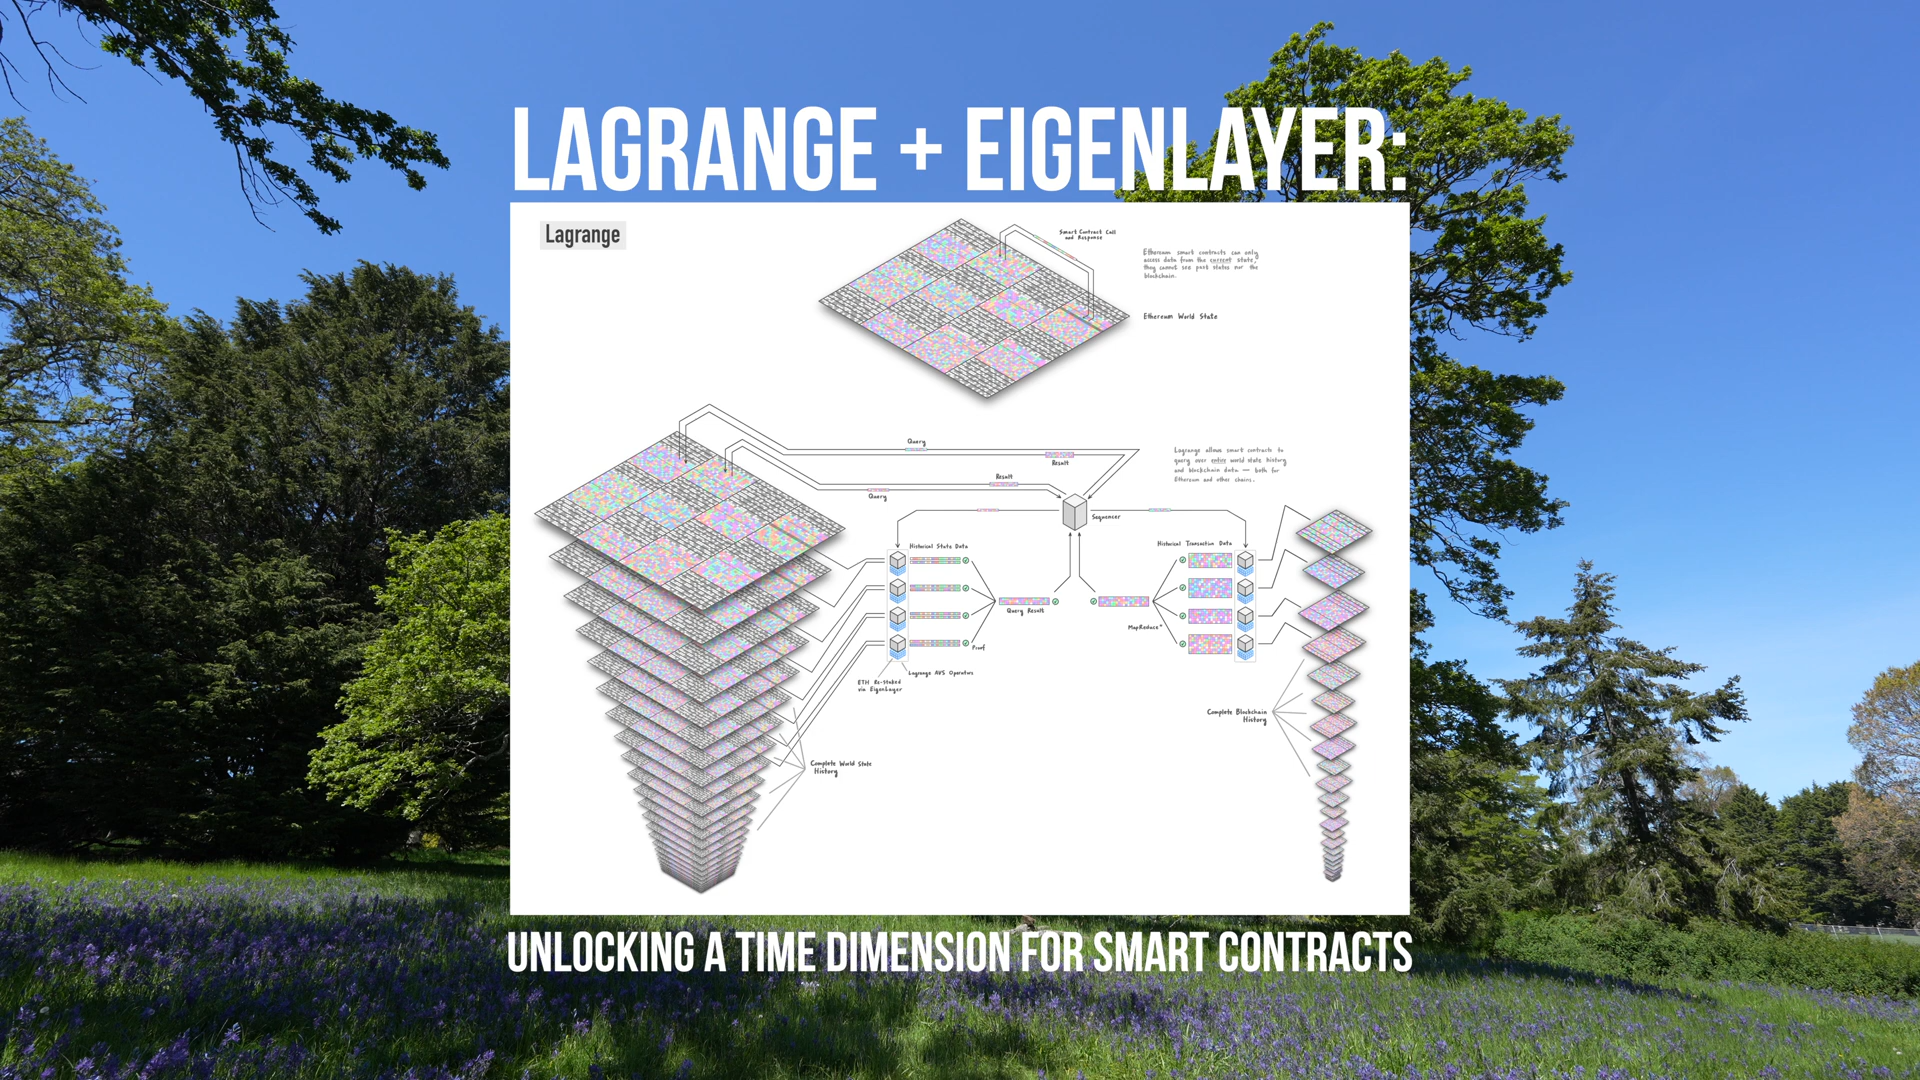 LAGRANGE + EIGENLAYER:
Lagrange
Smart Contract Call
and Response
Ethereum smart contracts can only
access data from the current state,
they cannot see past states nor the
blockchain.
Ethereum World State
Query
Result
Result
Query
Lagrange allows smart contracts to
query over entire world state history
and blockchain data — both for
Ethereum and other chains.
Sequencer
Historical State Data
Historical Transaction Data
Query Result
MapReduce*
Proof
Lagrange AVS Operators
ETH Re-Staked
via EigenLayer
Complete Blockchain
History
Complete World State
History
UNLOCKING A TIME DIMENSION FOR SMART CONTRACTS